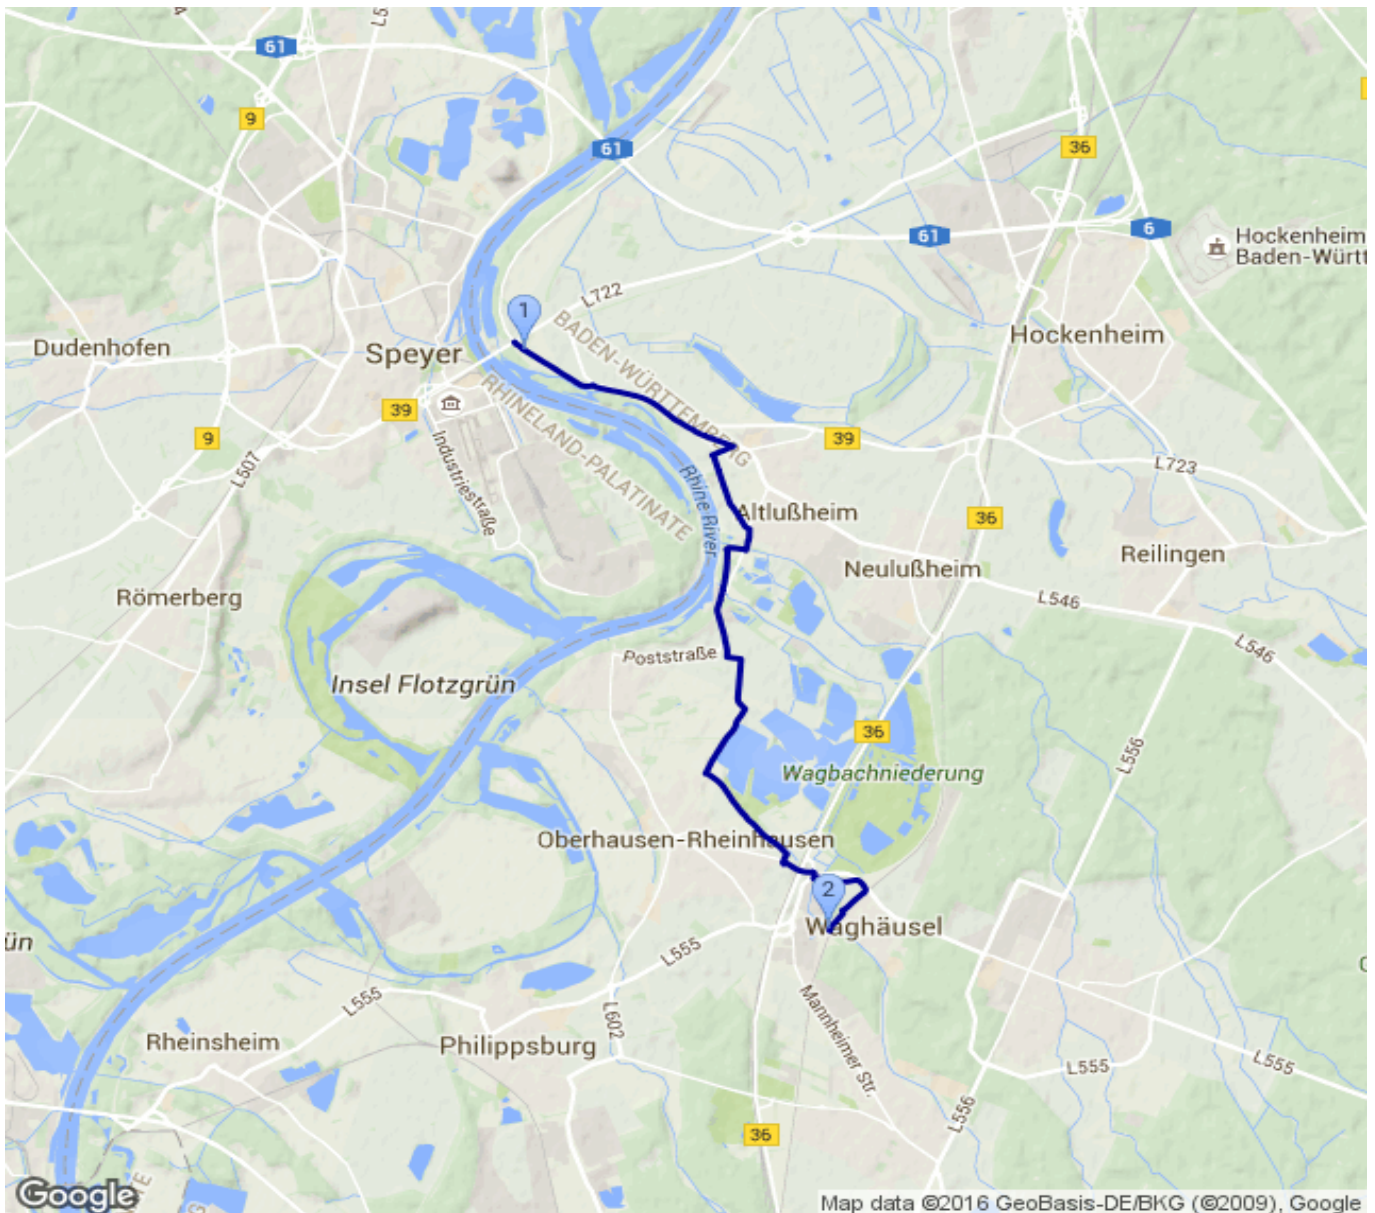 L5
61
9
61
36
61
6
Hockenheim
Baden-Württ
L722
1
BADEN-WÜRTTEMBERG
Hockenheim
Dudenhofen
Speyer
RHINELAND-PALATINATE
39
9
39
L507
Industriestraße
L723
Rhine River
Altlußheim
36
Reilingen
Neulußheim
Römerberg
L546
L546
Poststraße
Insel Flotzgrün
36
L556
Wagbachniederung
Oberhausen-Rheinhausen
2
Waghäusel
ün
L555
L555
Mannheimer Str.
L602
Rheinsheim
Philippsburg
L555
L555
L556
36
Google
Map data ©2016 GeoBasis-DE/BKG (©2009), Google